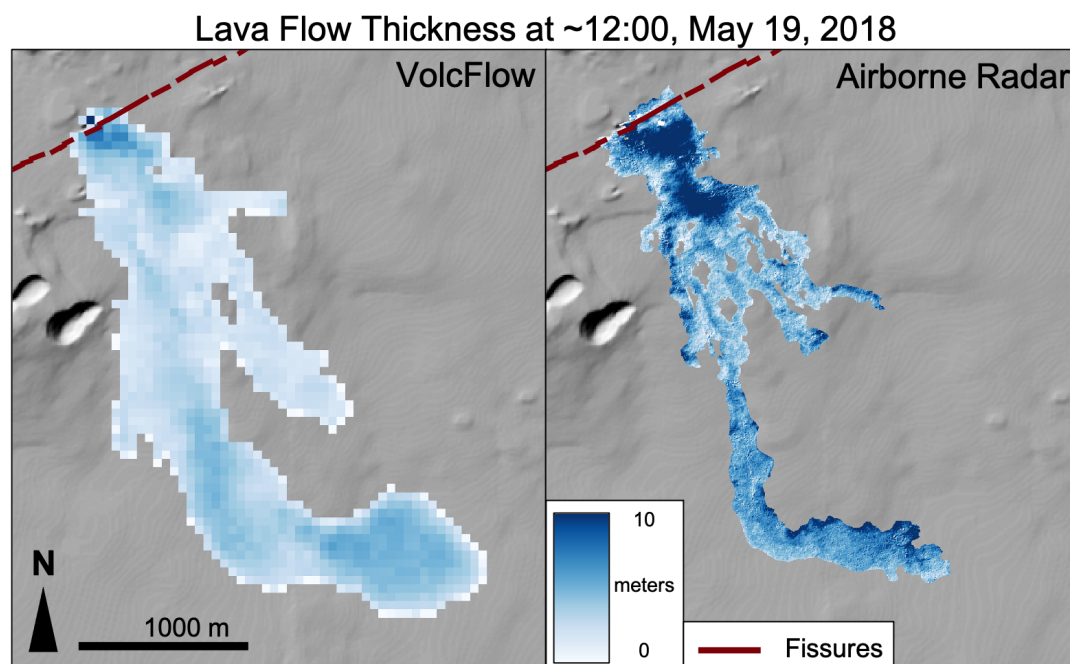 Lava Flow Thickness at ~12:00, May 19, 2018
VolcFlow
Airborne Radar
N
1000 m
10
meters
0
Fissures